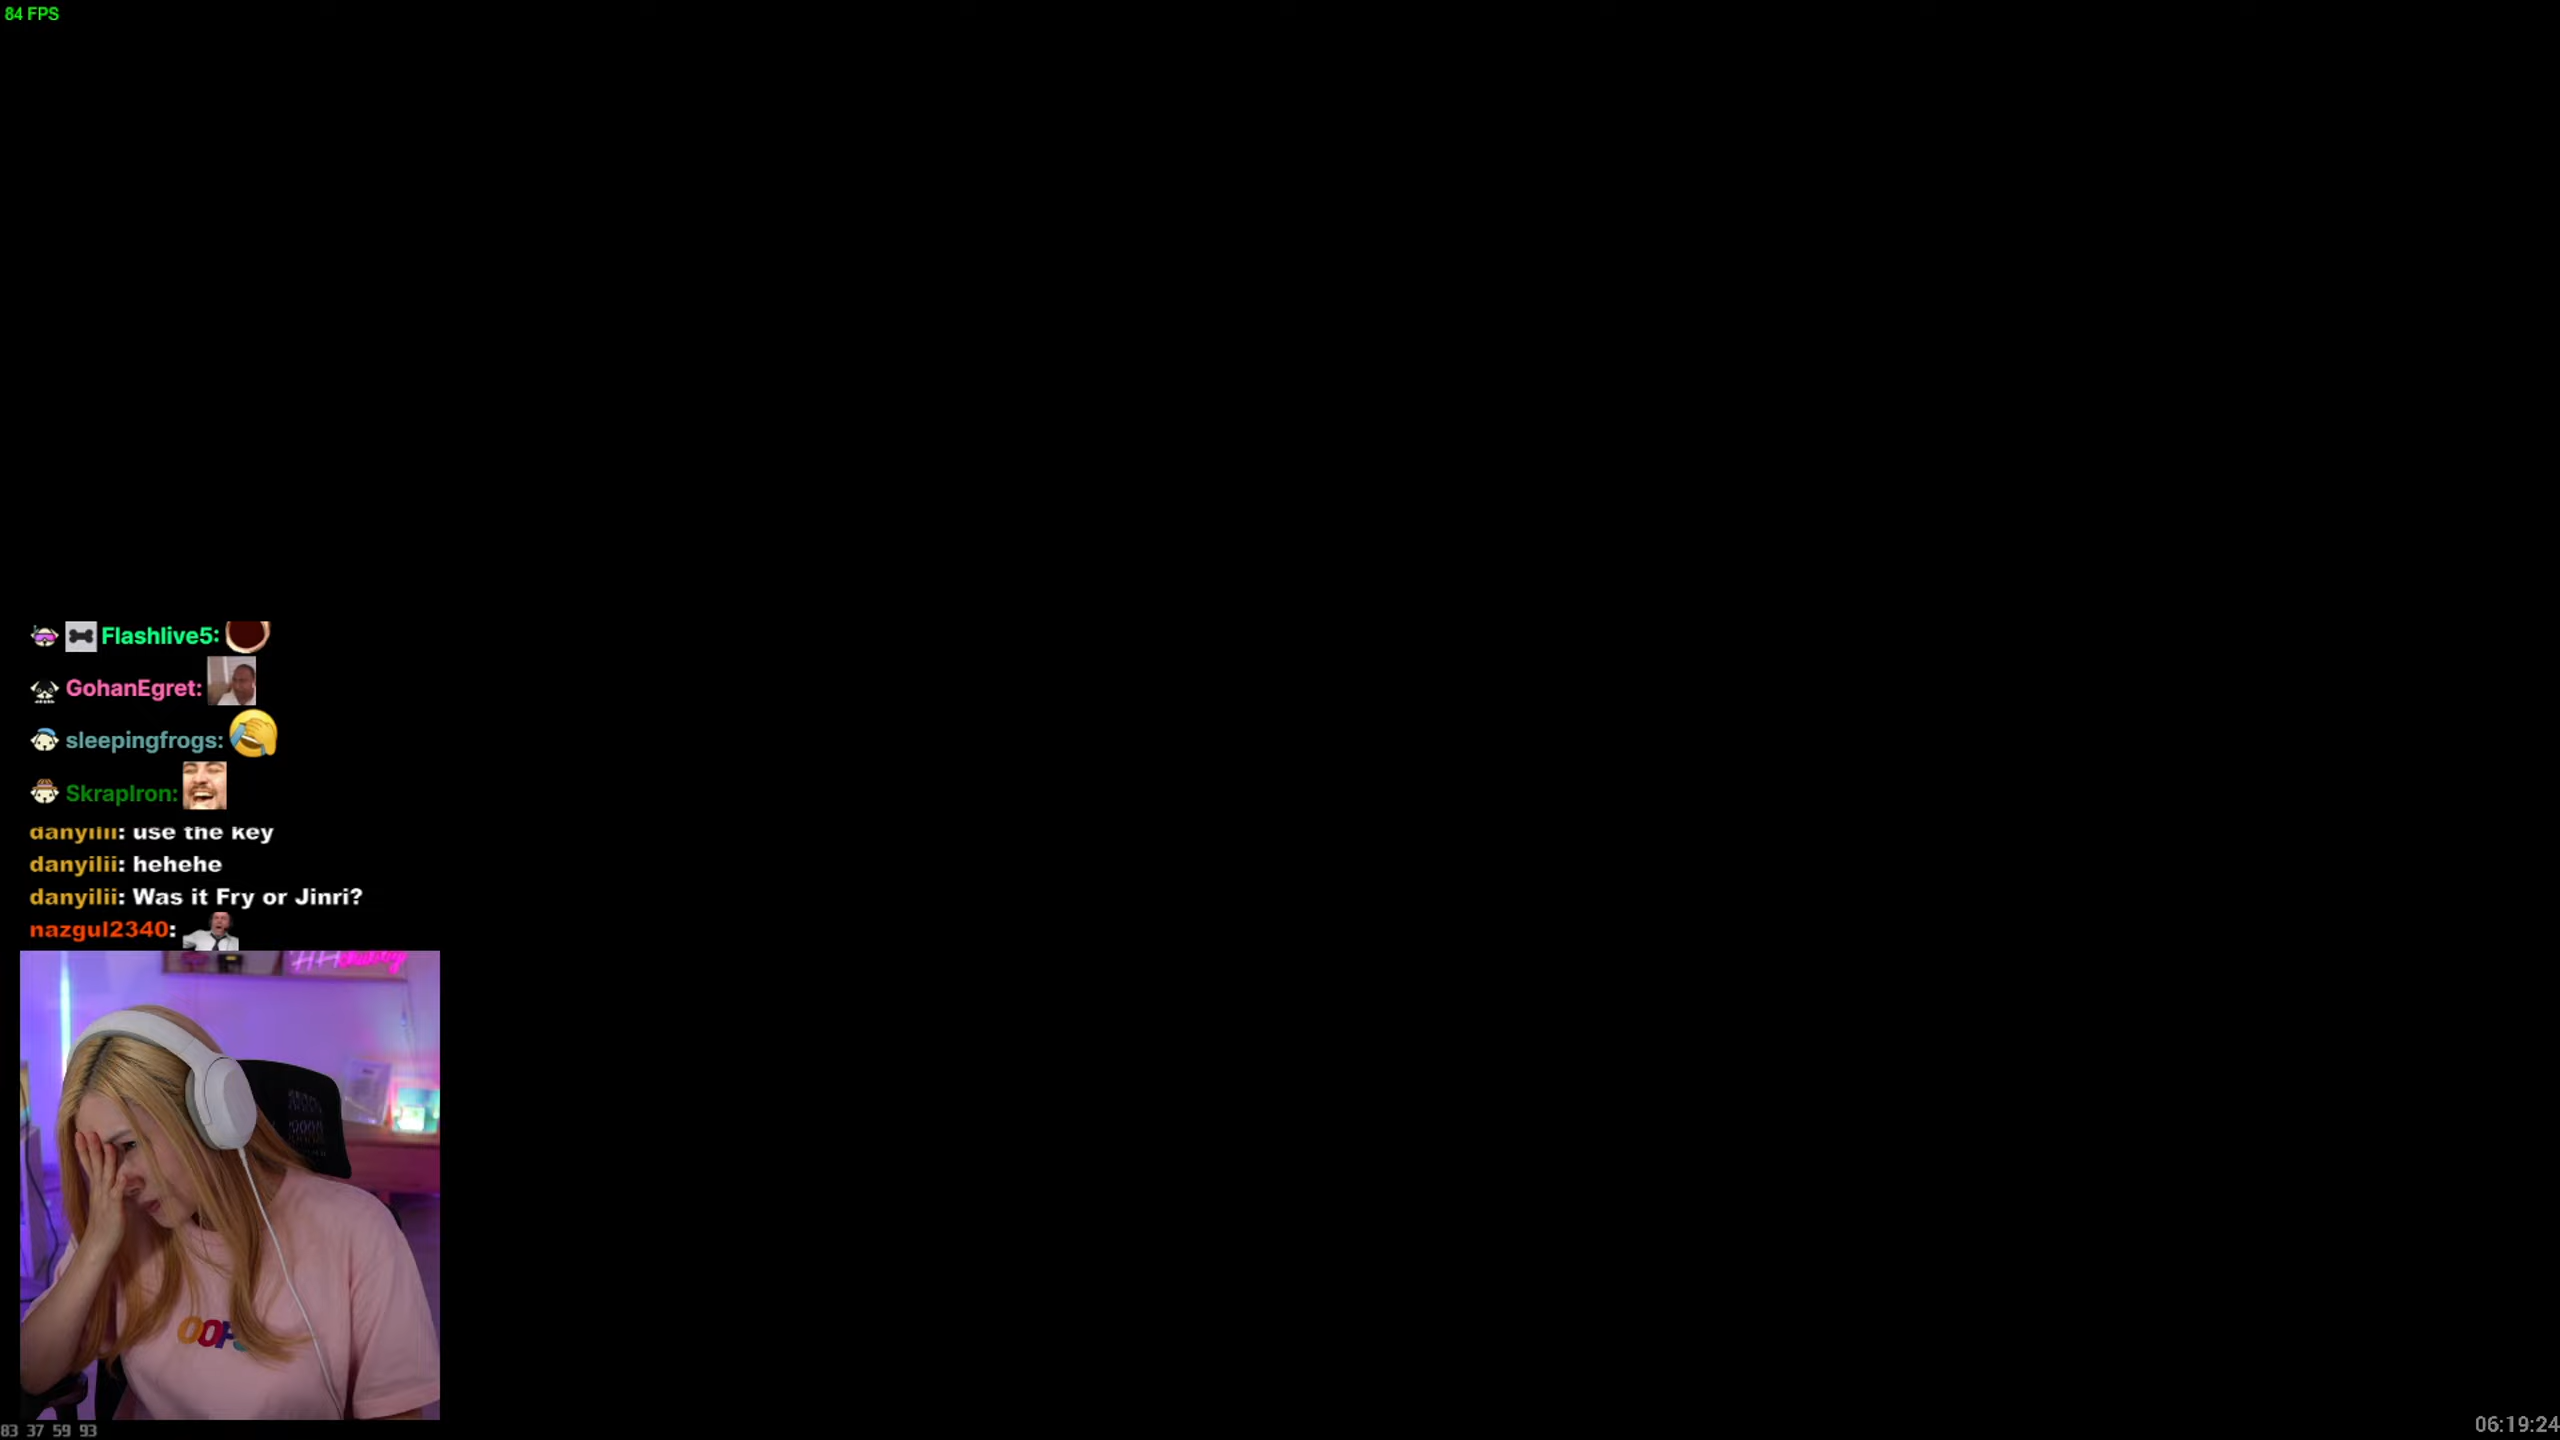 84 FPS
Flashlive5:
GohanEgret:
sleepingfrogs:
SkrapIron:
danyilii: use the key
danyilii: hehehe
danyilii: Was it Fry or Jinri?
nazgul2340:
83 37 59 93
06:19:24